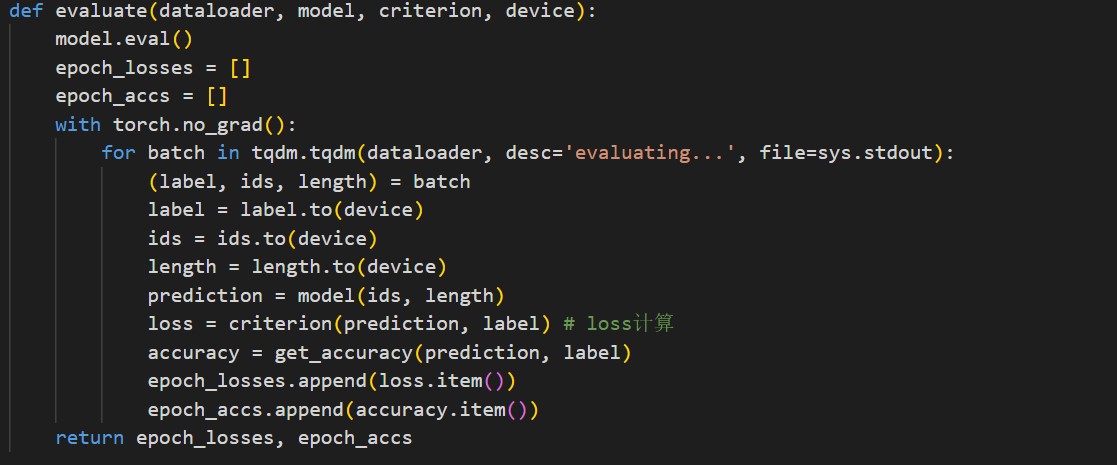 def evaluate(dataloader, model, criterion, device):
    model.eval()
    epoch_losses = []
    epoch_accs = []
    with torch.no_grad():
        for batch in tqdm.tqdm(dataloader, desc='evaluating...', file=sys.stdout):
            (label, ids, length) = batch
            label = label.to(device)
            ids = ids.to(device)
            length = length.to(device)
            prediction = model(ids, length)
            loss = criterion(prediction, label) # loss计算
            accuracy = get_accuracy(prediction, label)
            epoch_losses.append(loss.item())
            epoch_accs.append(accuracy.item())
    return epoch_losses, epoch_accs